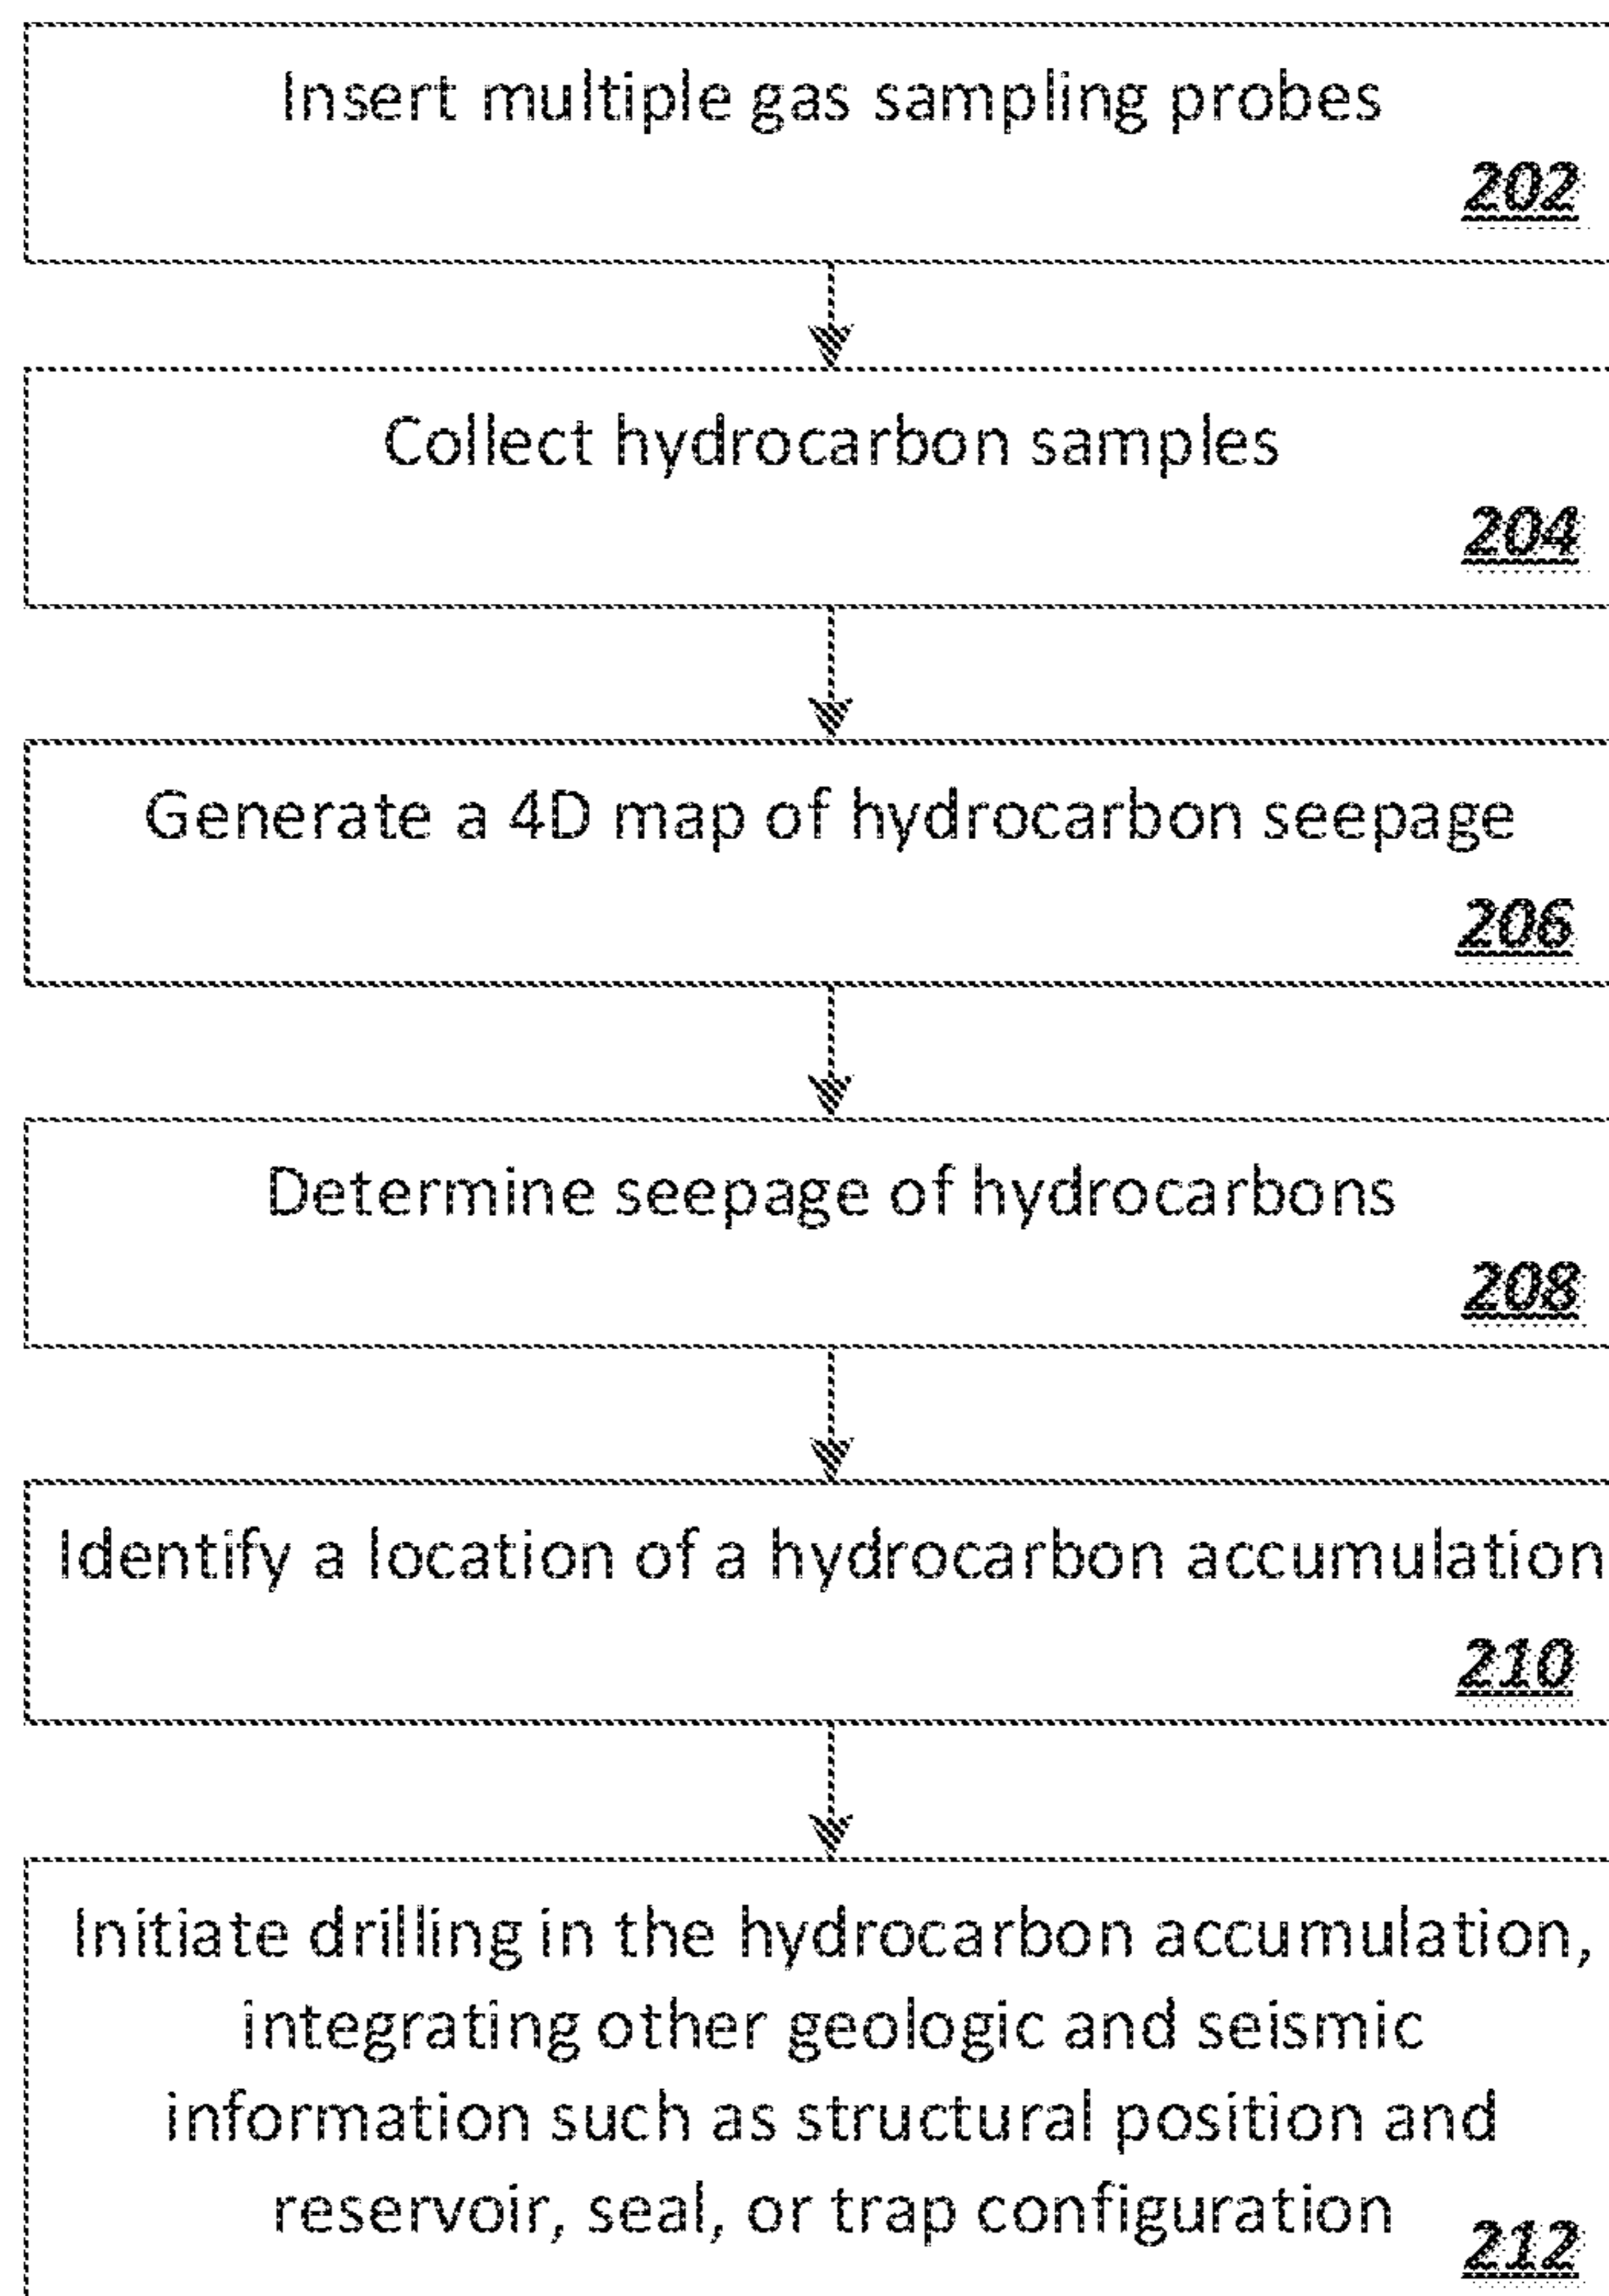 Insert multiple gas sampling probes
202
Collect hydrocarbon samples
204
Generate a 4D map of hydrocarbon seepage
206
Determine seepage of hydrocarbons
208
Identify a location of a hydrocarbon accumulation
210
Initiate drilling in the hydrocarbon accumulation,
integrating other geologic and seismic
information such as structural position and
reservoir, seal, or trap configuration
212